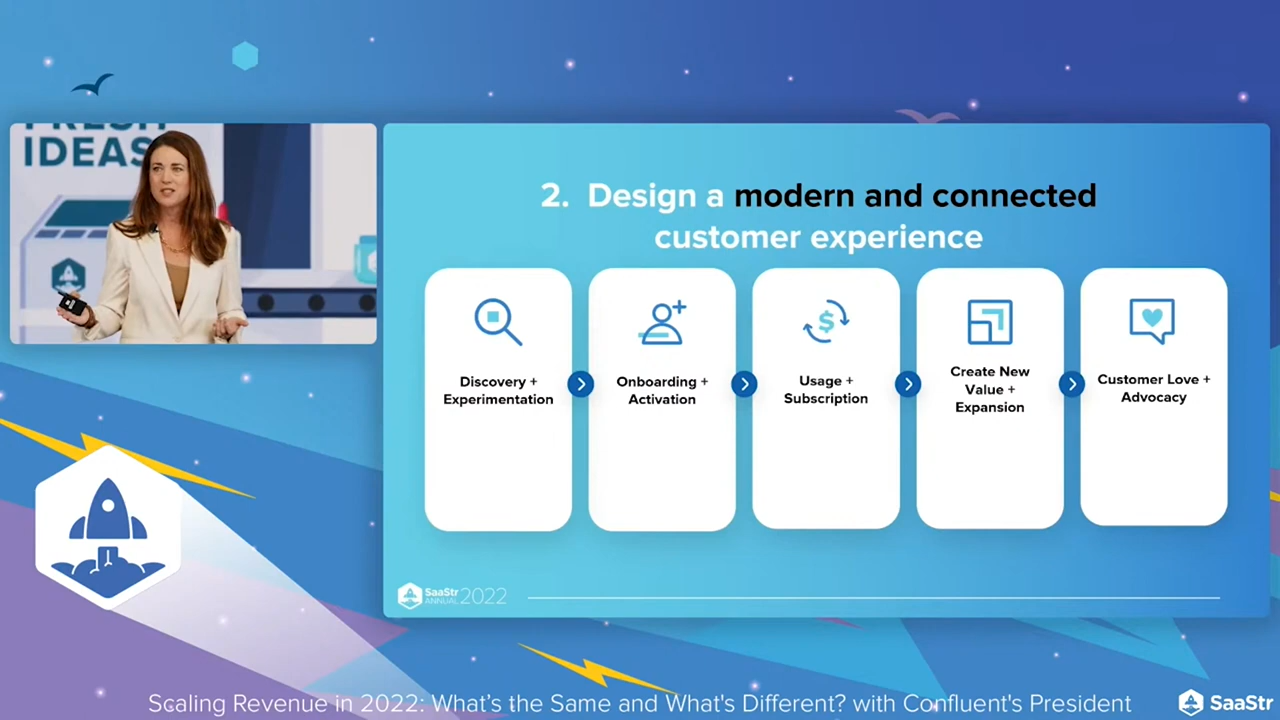 FRESH
IDEAS
2. Design a modern and connected
customer experience
Discovery +
Experimentation
Onboarding +
Activation
Usage +
Subscription
Create New
Value +
Expansion
Customer Love +
Advocacy
SaaStr
ANNUAL 2022
Scaling Revenue in 2022: What's the Same and What's Different? with Confluent's President
SaaStr